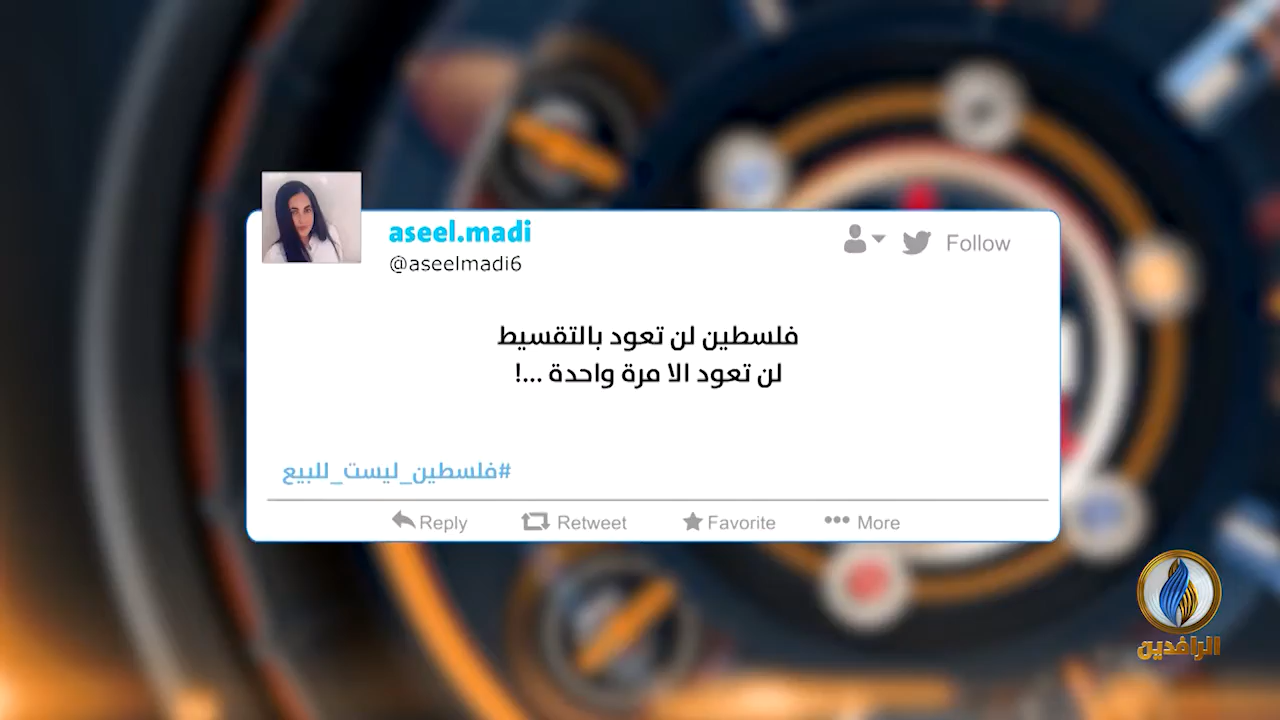 aseel.madi
@aseelmadi6
Follow
فلسطين لن تعود بالتقسيط
لن تعود الا مرة واحدة ...!
#فلسطين_ليست_للبيع
Reply Retweet Favorite More
الرافدين